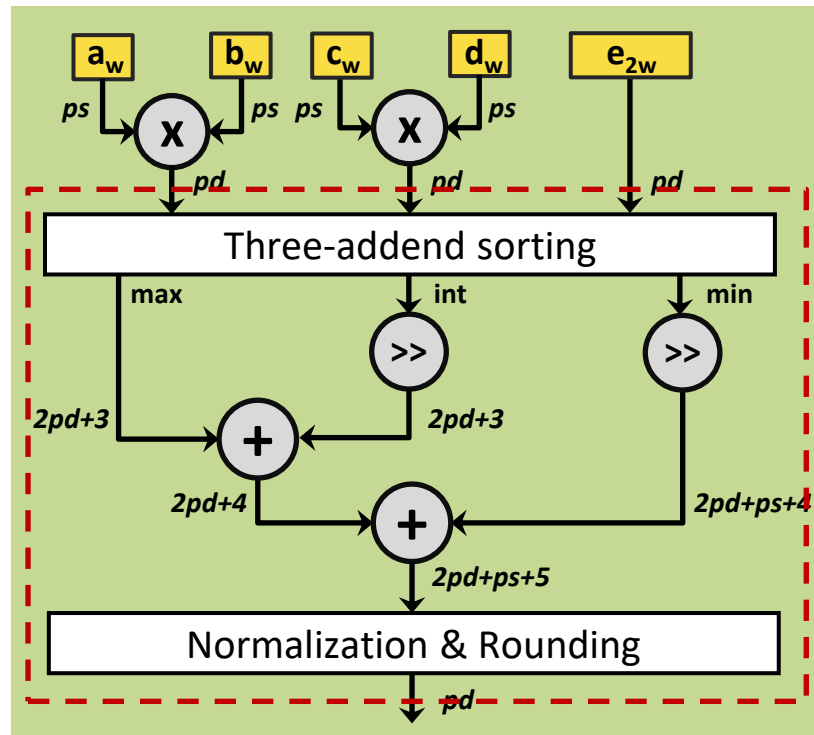 a_w b_w c_w d_w e_2w
ps ps ps ps
x x
pd pd pd
Three-addend sorting
max int min
>> >>
2pd+3 + 2pd+3
2pd+4 + 2pd+ps+4
2pd+ps+5
Normalization & Rounding
pd